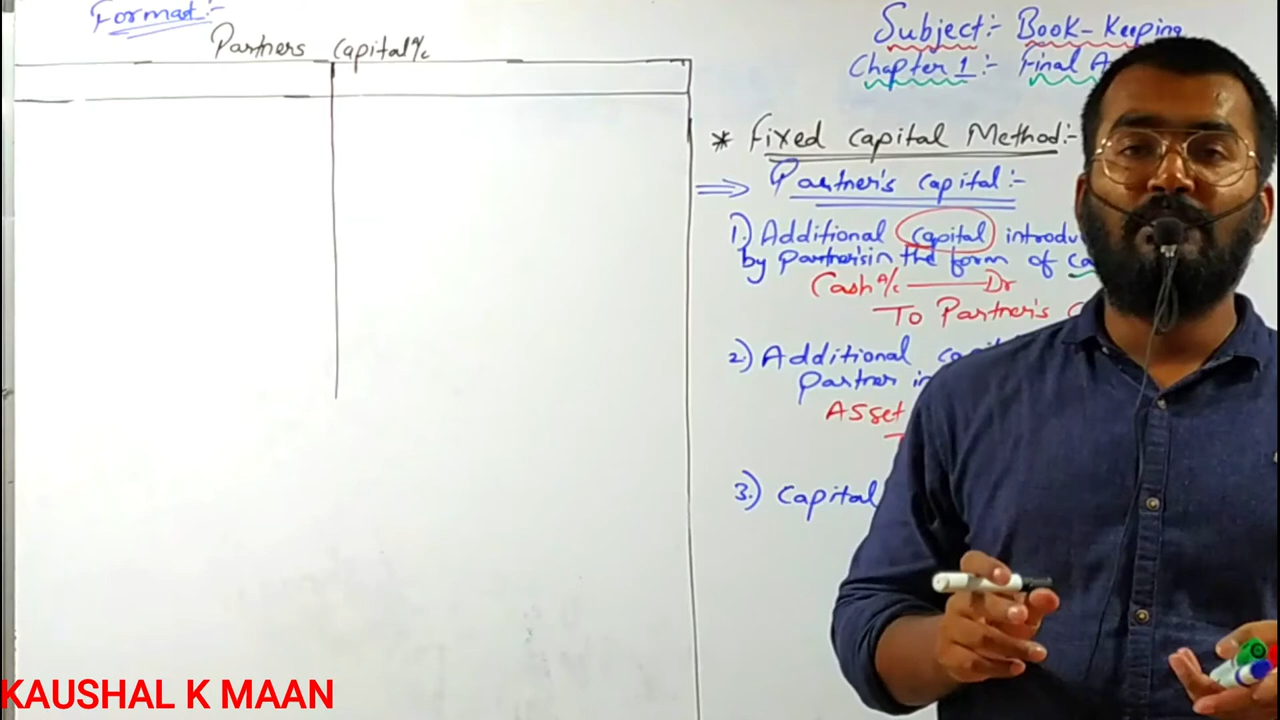 Format:-
Partners Capital A/c
Subject:- Book-Keeping
Chapter 1:- Final A
* Fixed Capital Method:-
⇒ Partner's Capital:-
1.) Additional Capital introdu
by partner's in the form of ca
Cash A/c —— Dr
To Partner's C
2.) Additional
Partner in
Asset
3.) Capital
KAUSHAL K MAAN